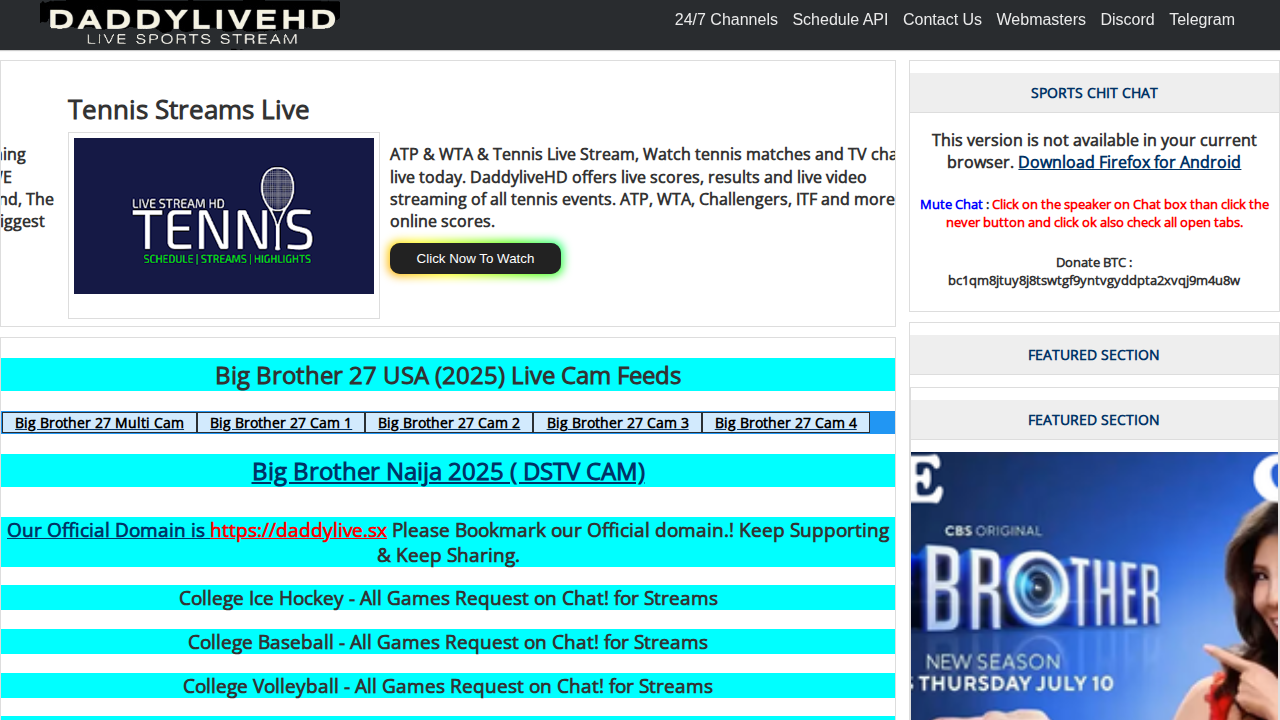 DADDYLIVEHD
LIVE SPORTS STREAM
24/7 Channels Schedule API Contact Us Webmasters Discord Telegram
Tennis Streams Live
LIVE STREAM HD
TENNIS
SCHEDULE | STREAMS | HIGHLIGHTS
ATP & WTA & Tennis Live Stream, Watch tennis matches and TV cha
live today. DaddyliveHD offers live scores, results and live video
streaming of all tennis events. ATP, WTA, Challengers, ITF and more
online scores.
Click Now To Watch
nd, The
Big Brother 27 USA (2025) Live Cam Feeds
Big Brother 27 Multi Cam Big Brother 27 Cam 1 Big Brother 27 Cam 2 Big Brother 27 Cam 3 Big Brother 27 Cam 4
Big Brother Naija 2025 ( DSTV CAM)
Our Official Domain is https://daddylive.sx Please Bookmark our Official domain.! Keep Supporting
& Keep Sharing.
College Ice Hockey - All Games Request on Chat! for Streams
College Baseball - All Games Request on Chat! for Streams
College Volleyball - All Games Request on Chat! for Streams
SPORTS CHIT CHAT
This version is not available in your current
browser. Download Firefox for Android
Mute Chat : Click on the speaker on Chat box than click the
never button and click ok also check all open tabs.
Donate BTC :
bc1qm8jtuy8j8tswtgf9yntvgyddpta2xvqj9m4u8w
FEATURED SECTION
FEATURED SECTION
CBS ORIGINAL
BROTHER
NEW SEASON
THURSDAY JULY 10